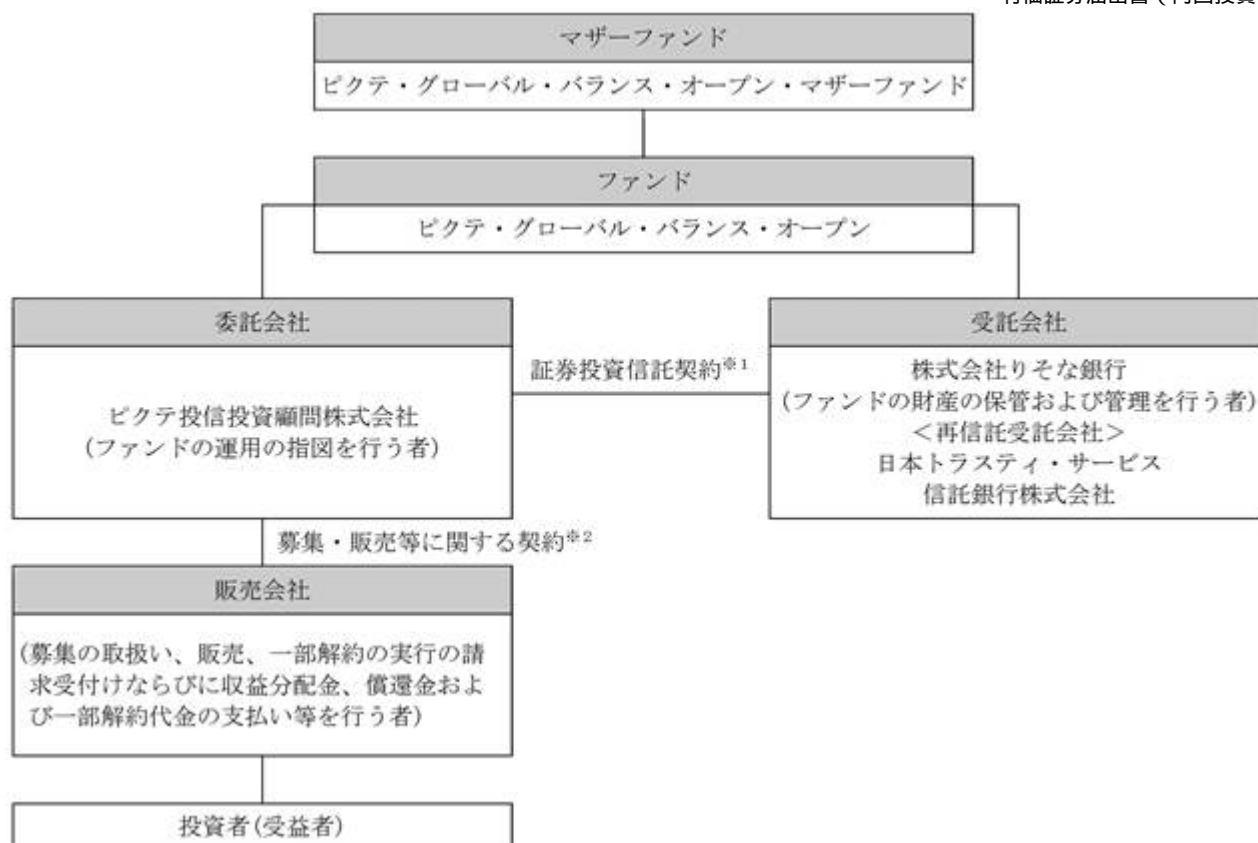 マザーファンド
ピクテ・グローバル・バランス・オープン・マザーファンド
ファンド
ピクテ・グローバル・バランス・オープン
委託会社
ピクテ投信投資顧問株式会社
(ファンドの運用の指図を行う者)
証券投資信託契約※1
受託会社
株式会社りそな銀行
(ファンドの財産の保管および管理を行う者)
<再信託受託会社>
日本トラスティ・サービス
信託銀行株式会社
募集・販売等に関する契約※2
販売会社
(募集の取扱い、販売、一部解約の実行の請
求受付けならびに収益分配金、償還金およ
び一部解約代金の支払い等を行う者)
投資者(受益者)